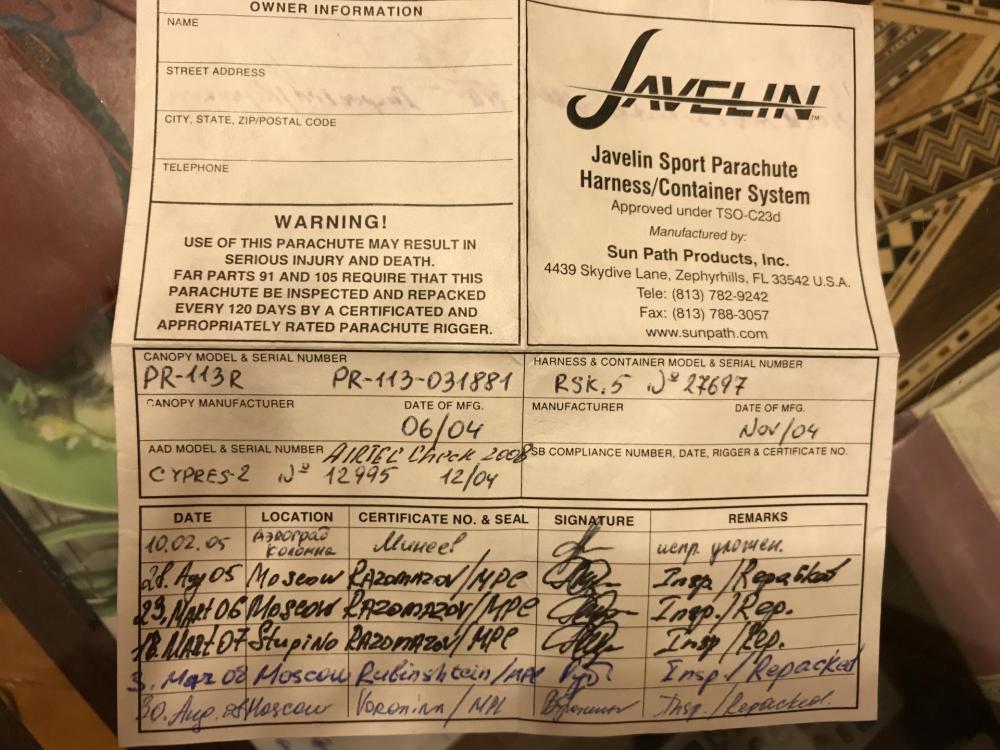 OWNER INFORMATION
NAME
STREET ADDRESS
CITY, STATE, ZIP/POSTAL CODE
TELEPHONE
WARNING!
USE OF THIS PARACHUTE MAY RESULT IN
SERIOUS INJURY AND DEATH.
FAR PARTS 91 AND 105 REQUIRE THAT THIS
PARACHUTE BE INSPECTED AND REPACKED
EVERY 120 DAYS BY A CERTIFICATED AND
APPROPRIATELY RATED PARACHUTE RIGGER.
JAVELIN™
Javelin Sport Parachute
Harness/Container System
Approved under TSO-C23d
Manufactured by:
Sun Path Products, Inc.
4439 Skydive Lane, Zephyrhills, FL 33542 U.S.A.
Tele: (813) 782-9242
Fax: (813) 788-3057
www.sunpath.com
CANOPY MODEL & SERIAL NUMBER
PR-113R PR-113-031881
HARNESS & CONTAINER MODEL & SERIAL NUMBER
RSK.5 № 27697
CANOPY MANUFACTURER DATE OF MFG.
06/04
MANUFACTURER DATE OF MFG.
Nov/04
AAD MODEL & SERIAL NUMBER AIRTEC Check 2008
CYPRES-2 № 12995 12/04
SB COMPLIANCE NUMBER, DATE, RIGGER & CERTIFICATE NO.
DATE LOCATION CERTIFICATE NO. & SEAL SIGNATURE REMARKS
10.02.05 Аэроград Коломна Минеев испр. уложен.
28. Aug 05 Moscow RAZOMAZOV/MPC Insp/Repacked
23. MART 06 Moscow RAZOMAZOV/MPC Insp./Rep.
18. MART 07 Stupino RAZOMAZOV/MPC Insp/Rep.
3. Mar 08 Moscow Rubinshtein/MPC Insp./Repacked
30. Aug. 08 Moscow Voroninn/ Insp./Repacked.